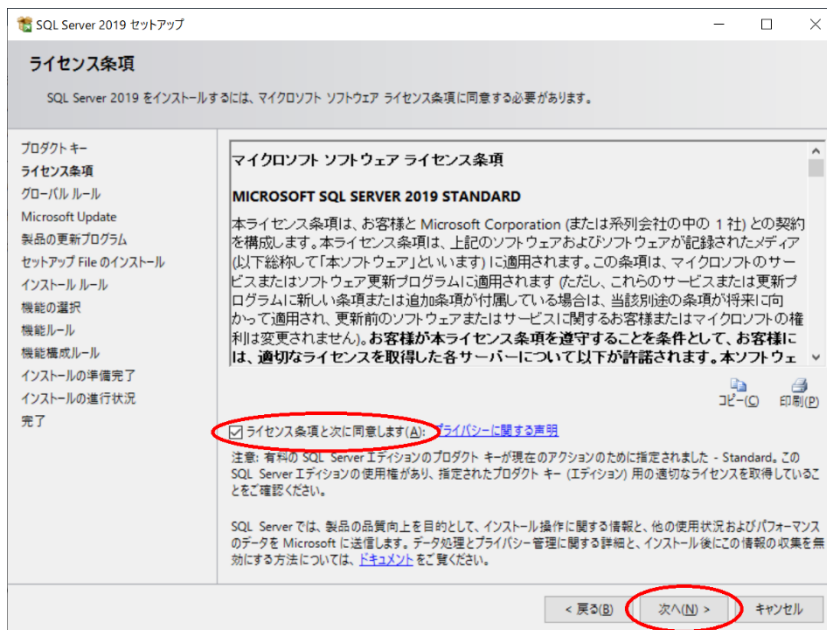 SQL Server 2019 セットアップ
ライセンス条項
SQL Server 2019 をインストールするには、マイクロソフト ソフトウェア ライセンス条項に同意する必要があります。
プロダクト キー
ライセンス条項
グローバル ルール
Microsoft Update
製品の更新プログラム
セットアップ File のインストール
インストール ルール
機能の選択
機能ルール
機能構成ルール
インストールの準備完了
インストールの進行状況
完了
マイクロソフト ソフトウェア ライセンス条項
MICROSOFT SQL SERVER 2019 STANDARD
本ライセンス条項は、お客様と Microsoft Corporation (または系列会社の中の 1 社) との契約
を構成します。本ライセンス条項は、上記のソフトウェアおよびソフトウェアが記録されたメディア
(以下総称して「本ソフトウェア」といいます) に適用されます。この条項は、マイクロソフトのサー
ビスまたはソフトウェア更新プログラムにも適用されます (ただし、これらのサービスまたは更新プ
ログラムに新しい条項または追加条項が付属している場合は、当該別途の条項が将来に向
かって適用され、更新前のソフトウェアまたはサービスに関するお客様またはマイクロソフトの権
利は変更されません)。お客様が本ライセンス条項を遵守することを条件として、お客様に
は、適切なライセンスを取得した各サーバーについて以下が許諾されます。本ソフトウェ
コピー(C) 印刷(P)
ライセンス条項と次に同意します(A): プライバシーに関する声明
注意: 有料の SQL Server エディションのプロダクト キーが現在のアクションのために指定されました - Standard。この
SQL Server エディションの使用権があり、指定されたプロダクト キー (エディション) 用の適切なライセンスを取得しているこ
とをご確認ください。
SQL Server では、製品の品質向上を目的として、インストール操作に関する情報と、他の使用状況およびパフォーマンス
のデータを Microsoft に送信します。データ処理とプライバシー管理に関する詳細と、インストール後にこの情報の収集を無
効にする方法については、ドキュメント をご覧ください。
< 戻る(B) 次へ(N) > キャンセル